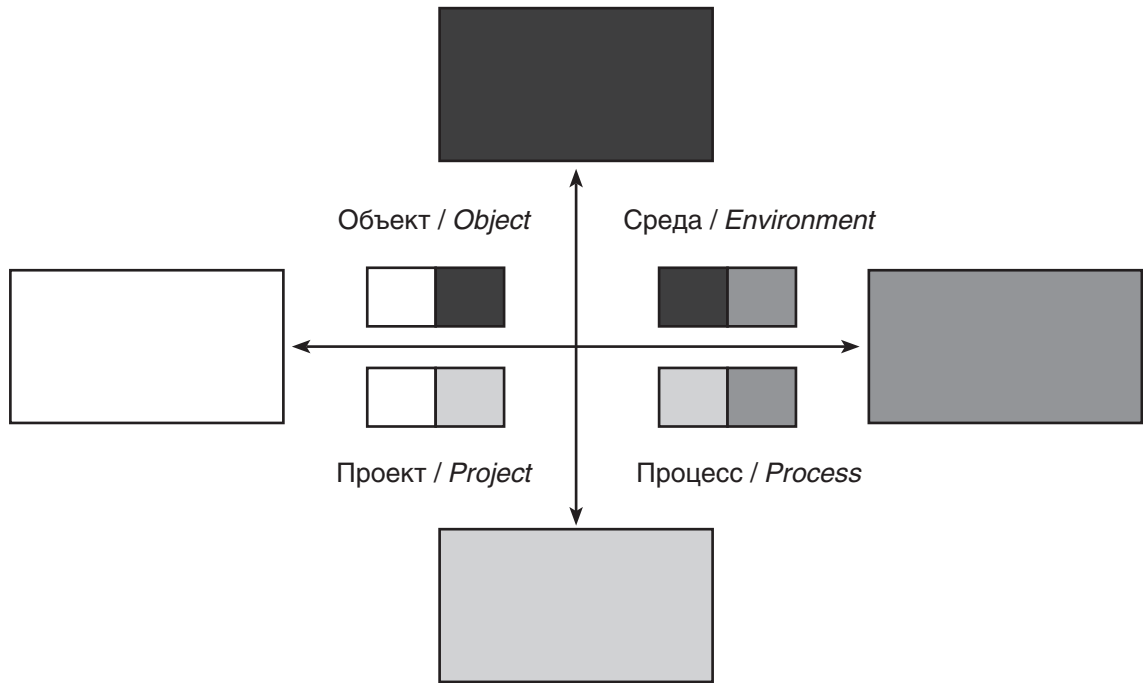 Объект / Object
Среда / Environment
Проект / Project
Процесс / Process